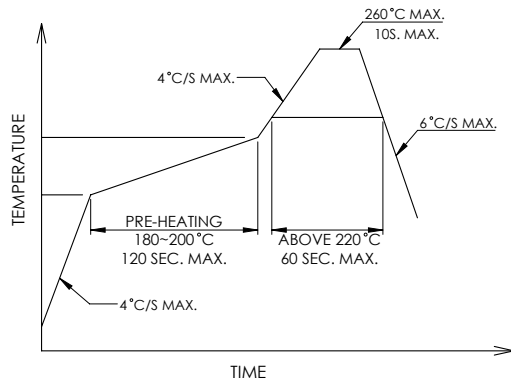 260°C MAX.
10S. MAX.
4°C/S MAX.
6°C/S MAX.
TEMPERATURE
PRE-HEATING
180~200°C
120 SEC. MAX.
ABOVE 220°C
60 SEC. MAX.
4°C/S MAX.
TIME